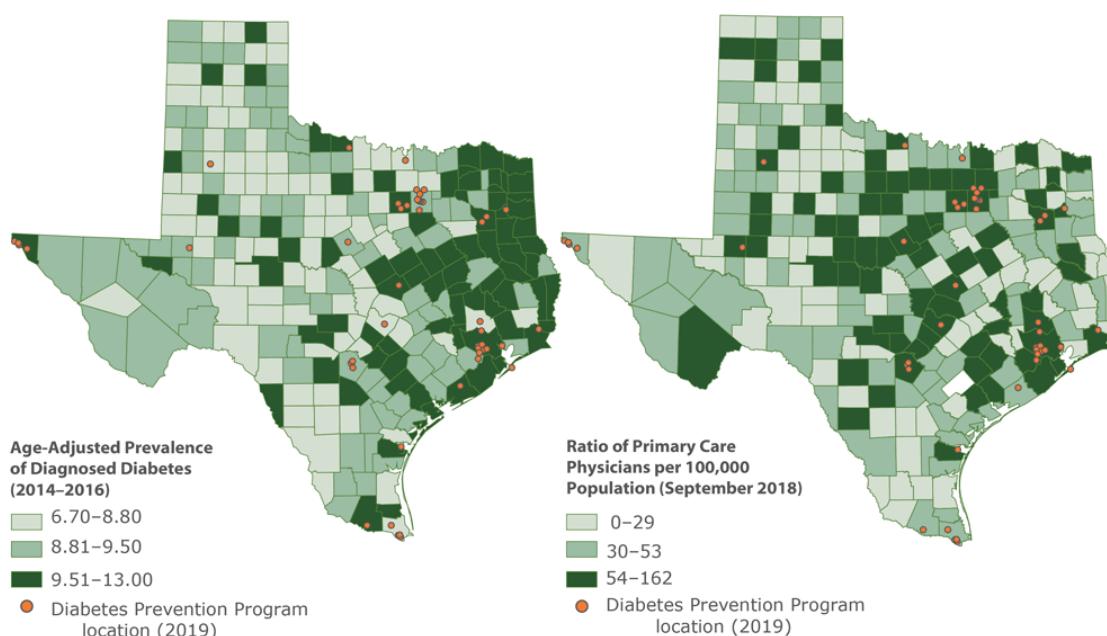 Age-Adjusted Prevalence
of Diagnosed Diabetes
(2014–2016)
6.70–8.80
8.81–9.50
9.51–13.00
Diabetes Prevention Program
location (2019)
Ratio of Primary Care
Physicians per 100,000
Population (September 2018)
0–29
30–53
54–162
Diabetes Prevention Program
location (2019)